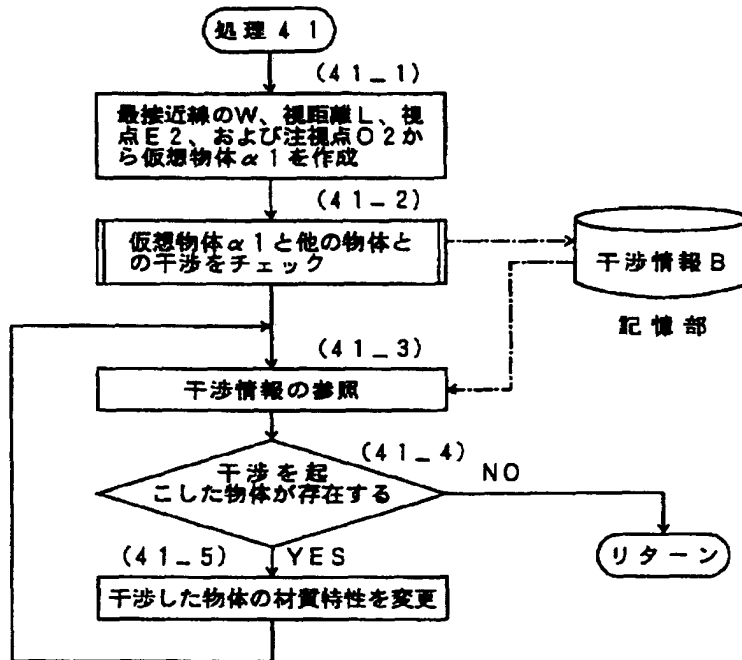 処理41
(41_1)
最接近線のW、視距離L、視
点E2、および注視点O2か
ら仮想物体α1を作成
(41_2)
仮想物体α1と他の物体と
の干渉をチェック
干渉情報B
記憶部
(41_3)
干渉情報の参照
(41_4)
干渉を起
こした物体が存在する
NO
リターン
(41_5)
YES
干渉した物体の材質特性を変更